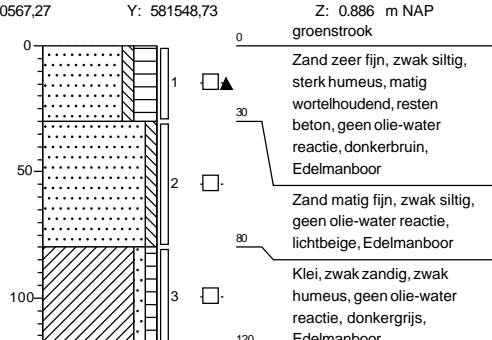 0567,27 Y: 581548,73 Z: 0.886 m NAP
0 0 groenstrook
Zand zeer fijn, zwak siltig,
1 sterk humeus, matig
wortelhoudend, resten
30 beton, geen olie-water
reactie, donkerbruin,
Edelmanboor
50 2
Zand matig fijn, zwak siltig,
geen olie-water reactie,
80 lichtbeige, Edelmanboor
Klei, zwak zandig, zwak
100 3 humeus, geen olie-water
reactie, donkergrijs,
120 Edelmanboor